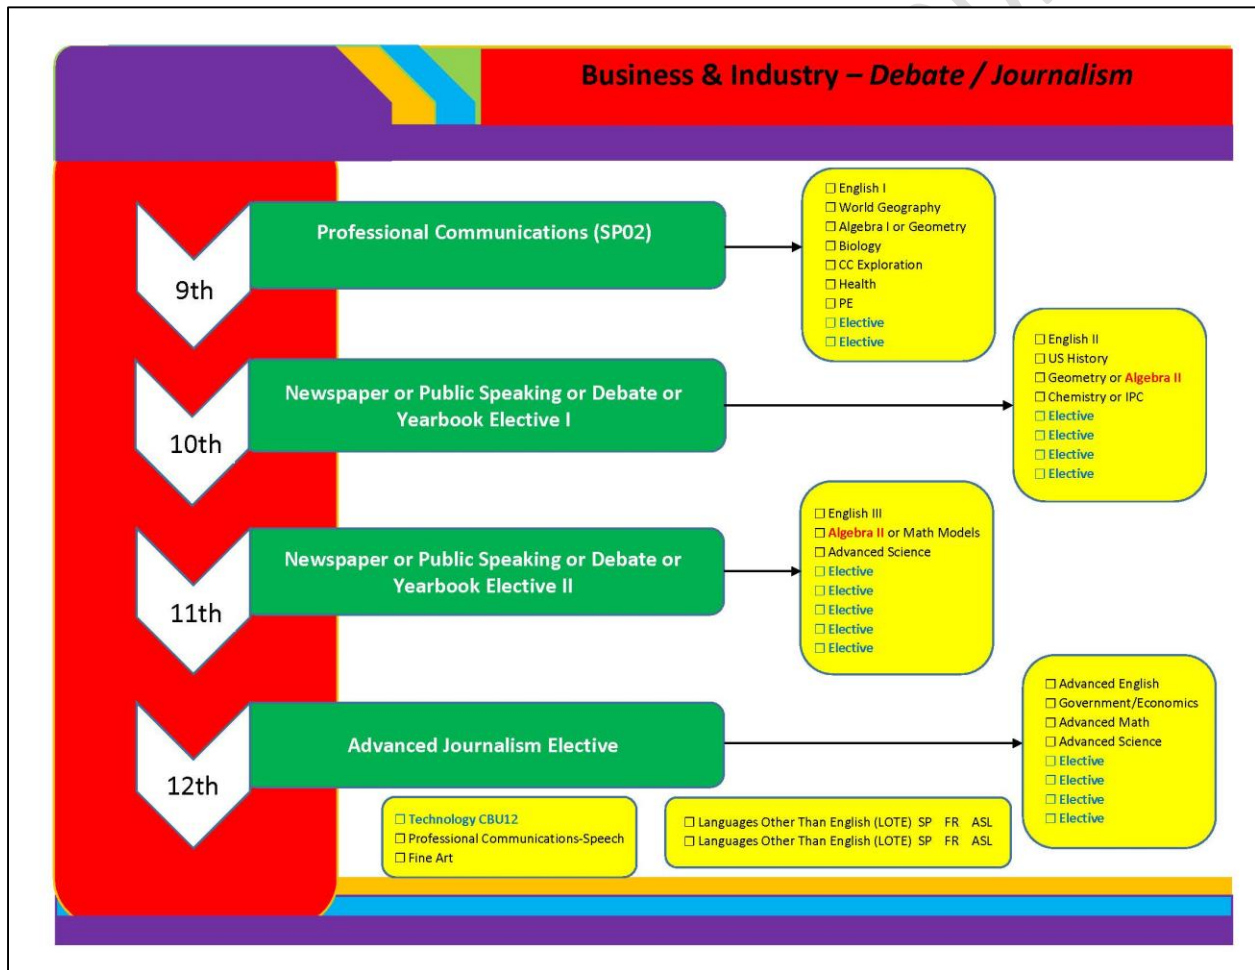 Business & Industry – Debate / Journalism
9th
Professional Communications (SP02)
☐ English I
☐ World Geography
☐ Algebra I or Geometry
☐ Biology
☐ CC Exploration
☐ Health
☐ PE
☐ Elective
☐ Elective
10th
Newspaper or Public Speaking or Debate or
Yearbook Elective I
☐ English II
☐ US History
☐ Geometry or Algebra II
☐ Chemistry or IPC
☐ Elective
☐ Elective
☐ Elective
☐ Elective
11th
Newspaper or Public Speaking or Debate or
Yearbook Elective II
☐ English III
☐ Algebra II or Math Models
☐ Advanced Science
☐ Elective
☐ Elective
☐ Elective
☐ Elective
☐ Elective
12th
Advanced Journalism Elective
☐ Advanced English
☐ Government/Economics
☐ Advanced Math
☐ Advanced Science
☐ Elective
☐ Elective
☐ Elective
☐ Elective
☐ Technology CBU12
☐ Professional Communications-Speech
☐ Fine Art
☐ Languages Other Than English (LOTE) SP FR ASL
☐ Languages Other Than English (LOTE) SP FR ASL